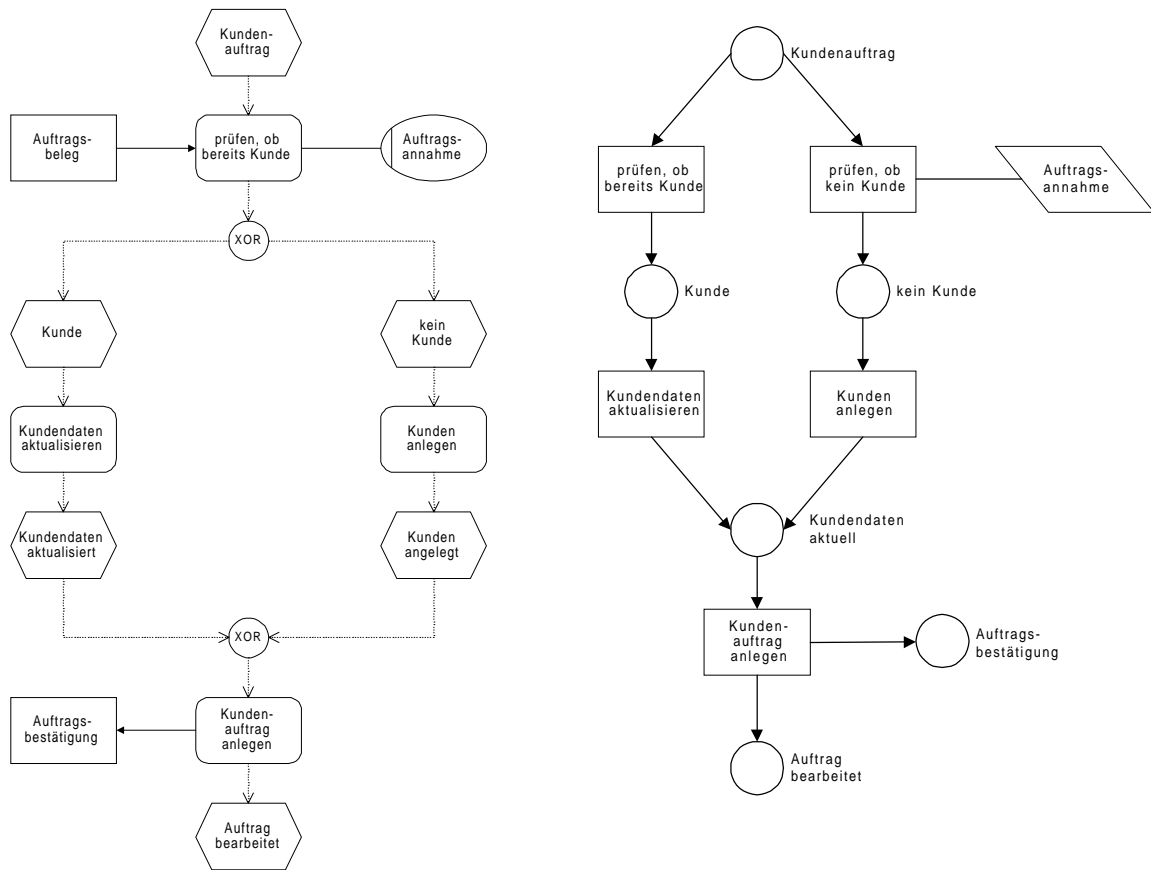 Kunden-
auftrag
Auftrags-
beleg
prüfen, ob
bereits Kunde
Auftrags-
annahme
XOR
Kunde
kein
Kunde
Kundendaten
aktualisieren
Kunden
anlegen
Kundendaten
aktualisiert
Kunden
angelegt
XOR
Auftrags-
bestätigung
Kunden-
auftrag
anlegen
Auftrag
bearbeitet
Kundenauftrag
prüfen, ob
bereits Kunde
prüfen, ob
kein Kunde
Auftrags-
annahme
Kunde
kein Kunde
Kundendaten
aktualisieren
Kunden
anlegen
Kundendaten
aktuell
Kunden-
auftrag
anlegen
Auftrags-
bestätigung
Auftrag
bearbeitet